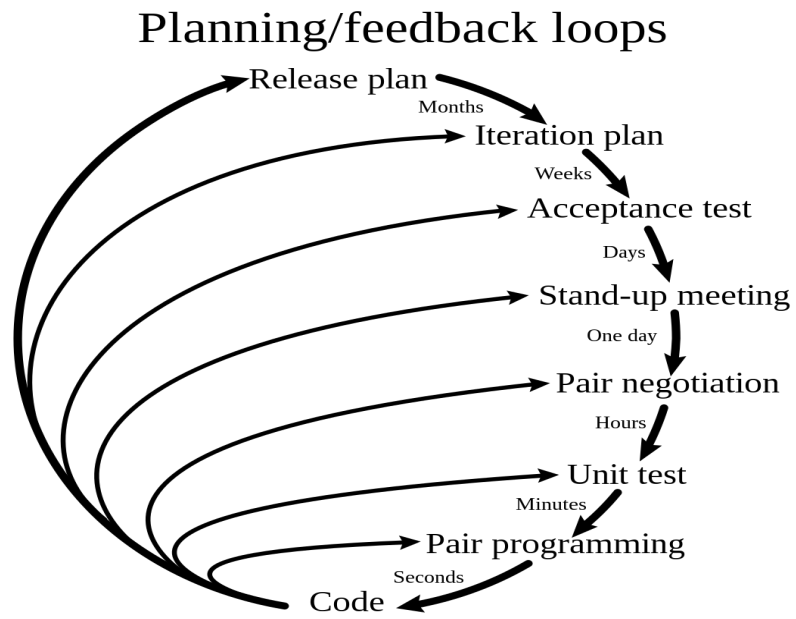 Planning/feedback loops
Release plan
Months
Iteration plan
Weeks
Acceptance test
Days
Stand-up meeting
One day
Pair negotiation
Hours
Unit test
Minutes
Pair programming
Seconds
Code